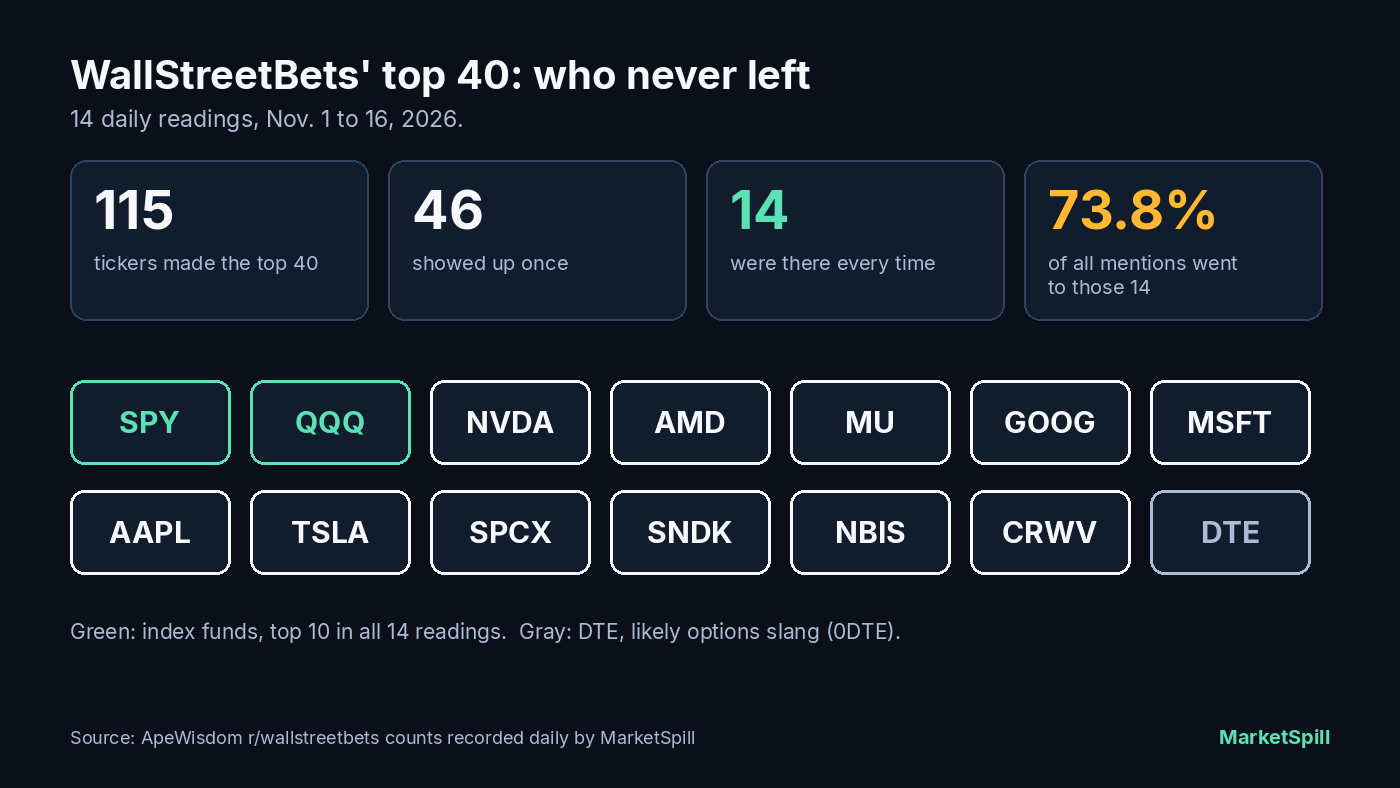 WallStreetBets' top 40: who never left
14 daily readings, Nov. 1 to 16, 2026.
115
tickers made the top 40
46
showed up once
14
were there every time
73.8%
of all mentions went
to those 14
SPY
QQQ
NVDA
AMD
MU
GOOG
MSFT
AAPL
TSLA
SPCX
SNDK
NBIS
CRWV
DTE
Green: index funds, top 10 in all 14 readings.  Gray: DTE, likely options slang (0DTE).
Source: ApeWisdom r/wallstreetbets counts recorded daily by MarketSpill
MarketSpill